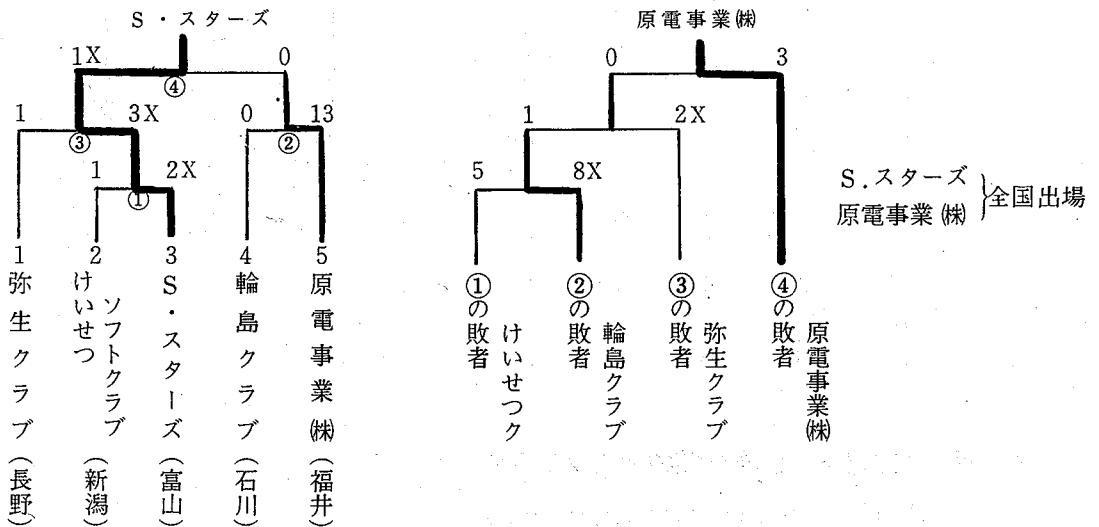 S・スターズ
1X 0
④
1 3X 0 13
③ ②
1 2X
①
1 2 3 4 5
弥生クラブ（長野）
けいせつソフトクラブ（新潟）
S・スターズ（富山）
輪島クラブ（石川）
原電事業㈱（福井）
原電事業㈱
0 3
1 2X
5 8X
①の敗者 けいせつク
②の敗者 輪島クラブ
③の敗者 弥生クラブ
④の敗者 原電事業㈱
S.スターズ
原電事業㈱
全国出場